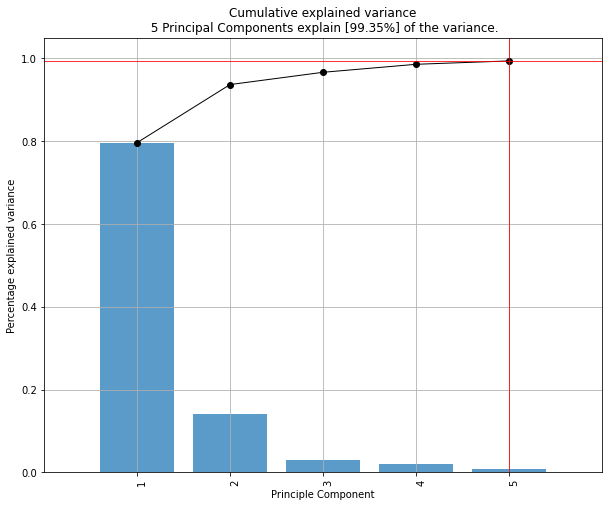 Cumulative explained variance
5 Principal Components explain [99.35%] of the variance.
1.0
0.8
0.6
0.4
0.2
0.0
Percentage explained variance
1
2
3
4
5
Principle Component